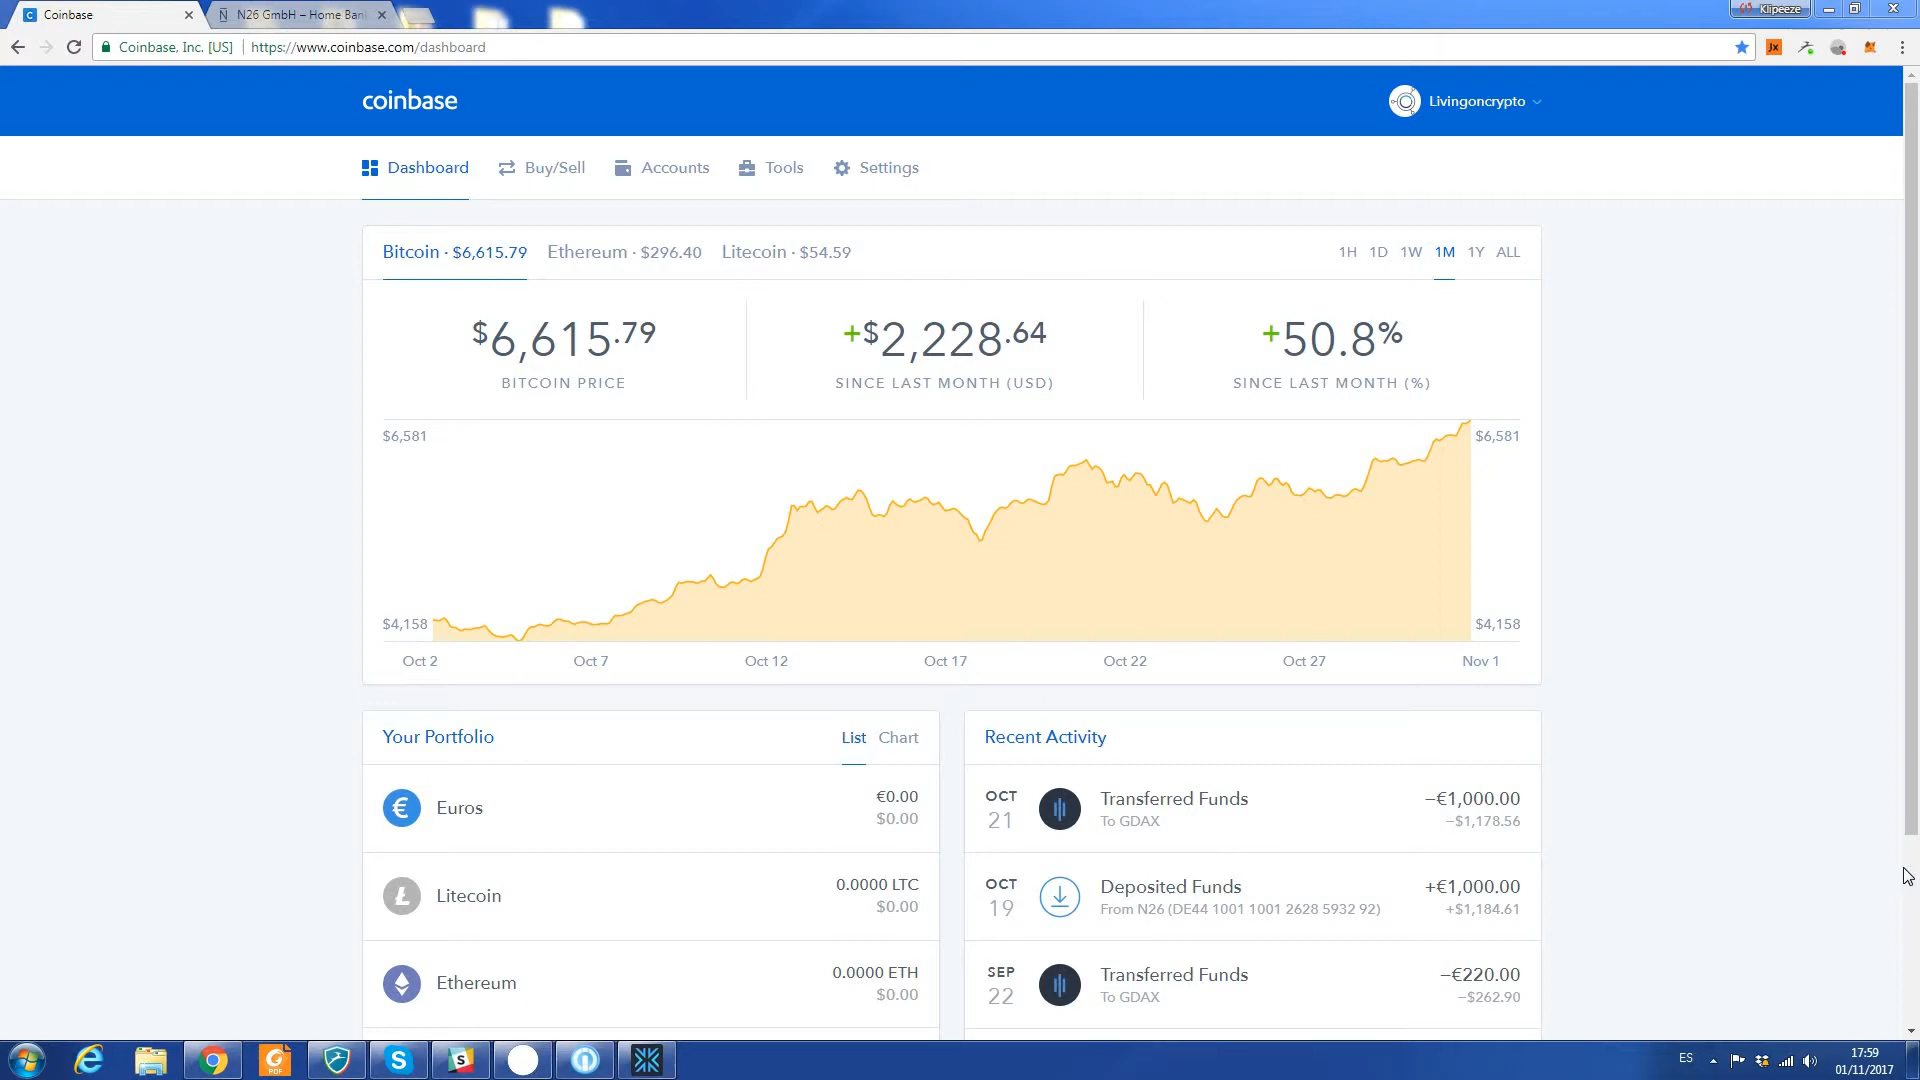 Coinbase
N26 GmbH – Home Bank
Klipeeze
Coinbase, Inc. [US]
https://www.coinbase.com/dashboard
coinbase
Livingoncrypto
Dashboard
Buy/Sell
Accounts
Tools
Settings
Bitcoin · $6,615.79
Ethereum · $296.40
Litecoin · $54.59
1H 1D 1W 1M 1Y ALL
$6,615.79
BITCOIN PRICE
+$2,228.64
SINCE LAST MONTH (USD)
+50.8%
SINCE LAST MONTH (%)
$6,581
$6,581
$4,158
$4,158
Oct 2 Oct 7 Oct 12 Oct 17 Oct 22 Oct 27 Nov 1
Your Portfolio
List Chart
Euros
€0.00
$0.00
Litecoin
0.0000 LTC
$0.00
Ethereum
0.0000 ETH
$0.00
Recent Activity
OCT
21
Transferred Funds
To GDAX
−€1,000.00
−$1,178.56
OCT
19
Deposited Funds
From N26 (DE44 1001 1001 2628 5932 92)
+€1,000.00
+$1,184.61
SEP
22
Transferred Funds
To GDAX
−€220.00
−$262.90
PDF
ES
17:59
01/11/2017